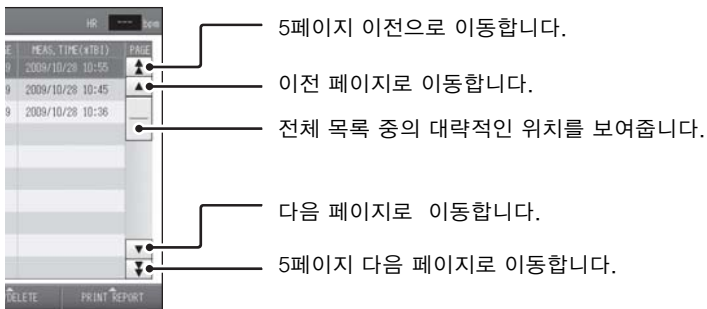 HR --- bpm
5페이지 이전으로 이동합니다.
E MEAS, TIME(*TBI) PAGE
9 2009/10/28 10:55
9 2009/10/28 10:45
이전 페이지로 이동합니다.
9 2009/10/28 10:36
전체 목록 중의 대략적인 위치를 보여줍니다.
다음 페이지로 이동합니다.
5페이지 다음 페이지로 이동합니다.
DELETE PRINT REPORT